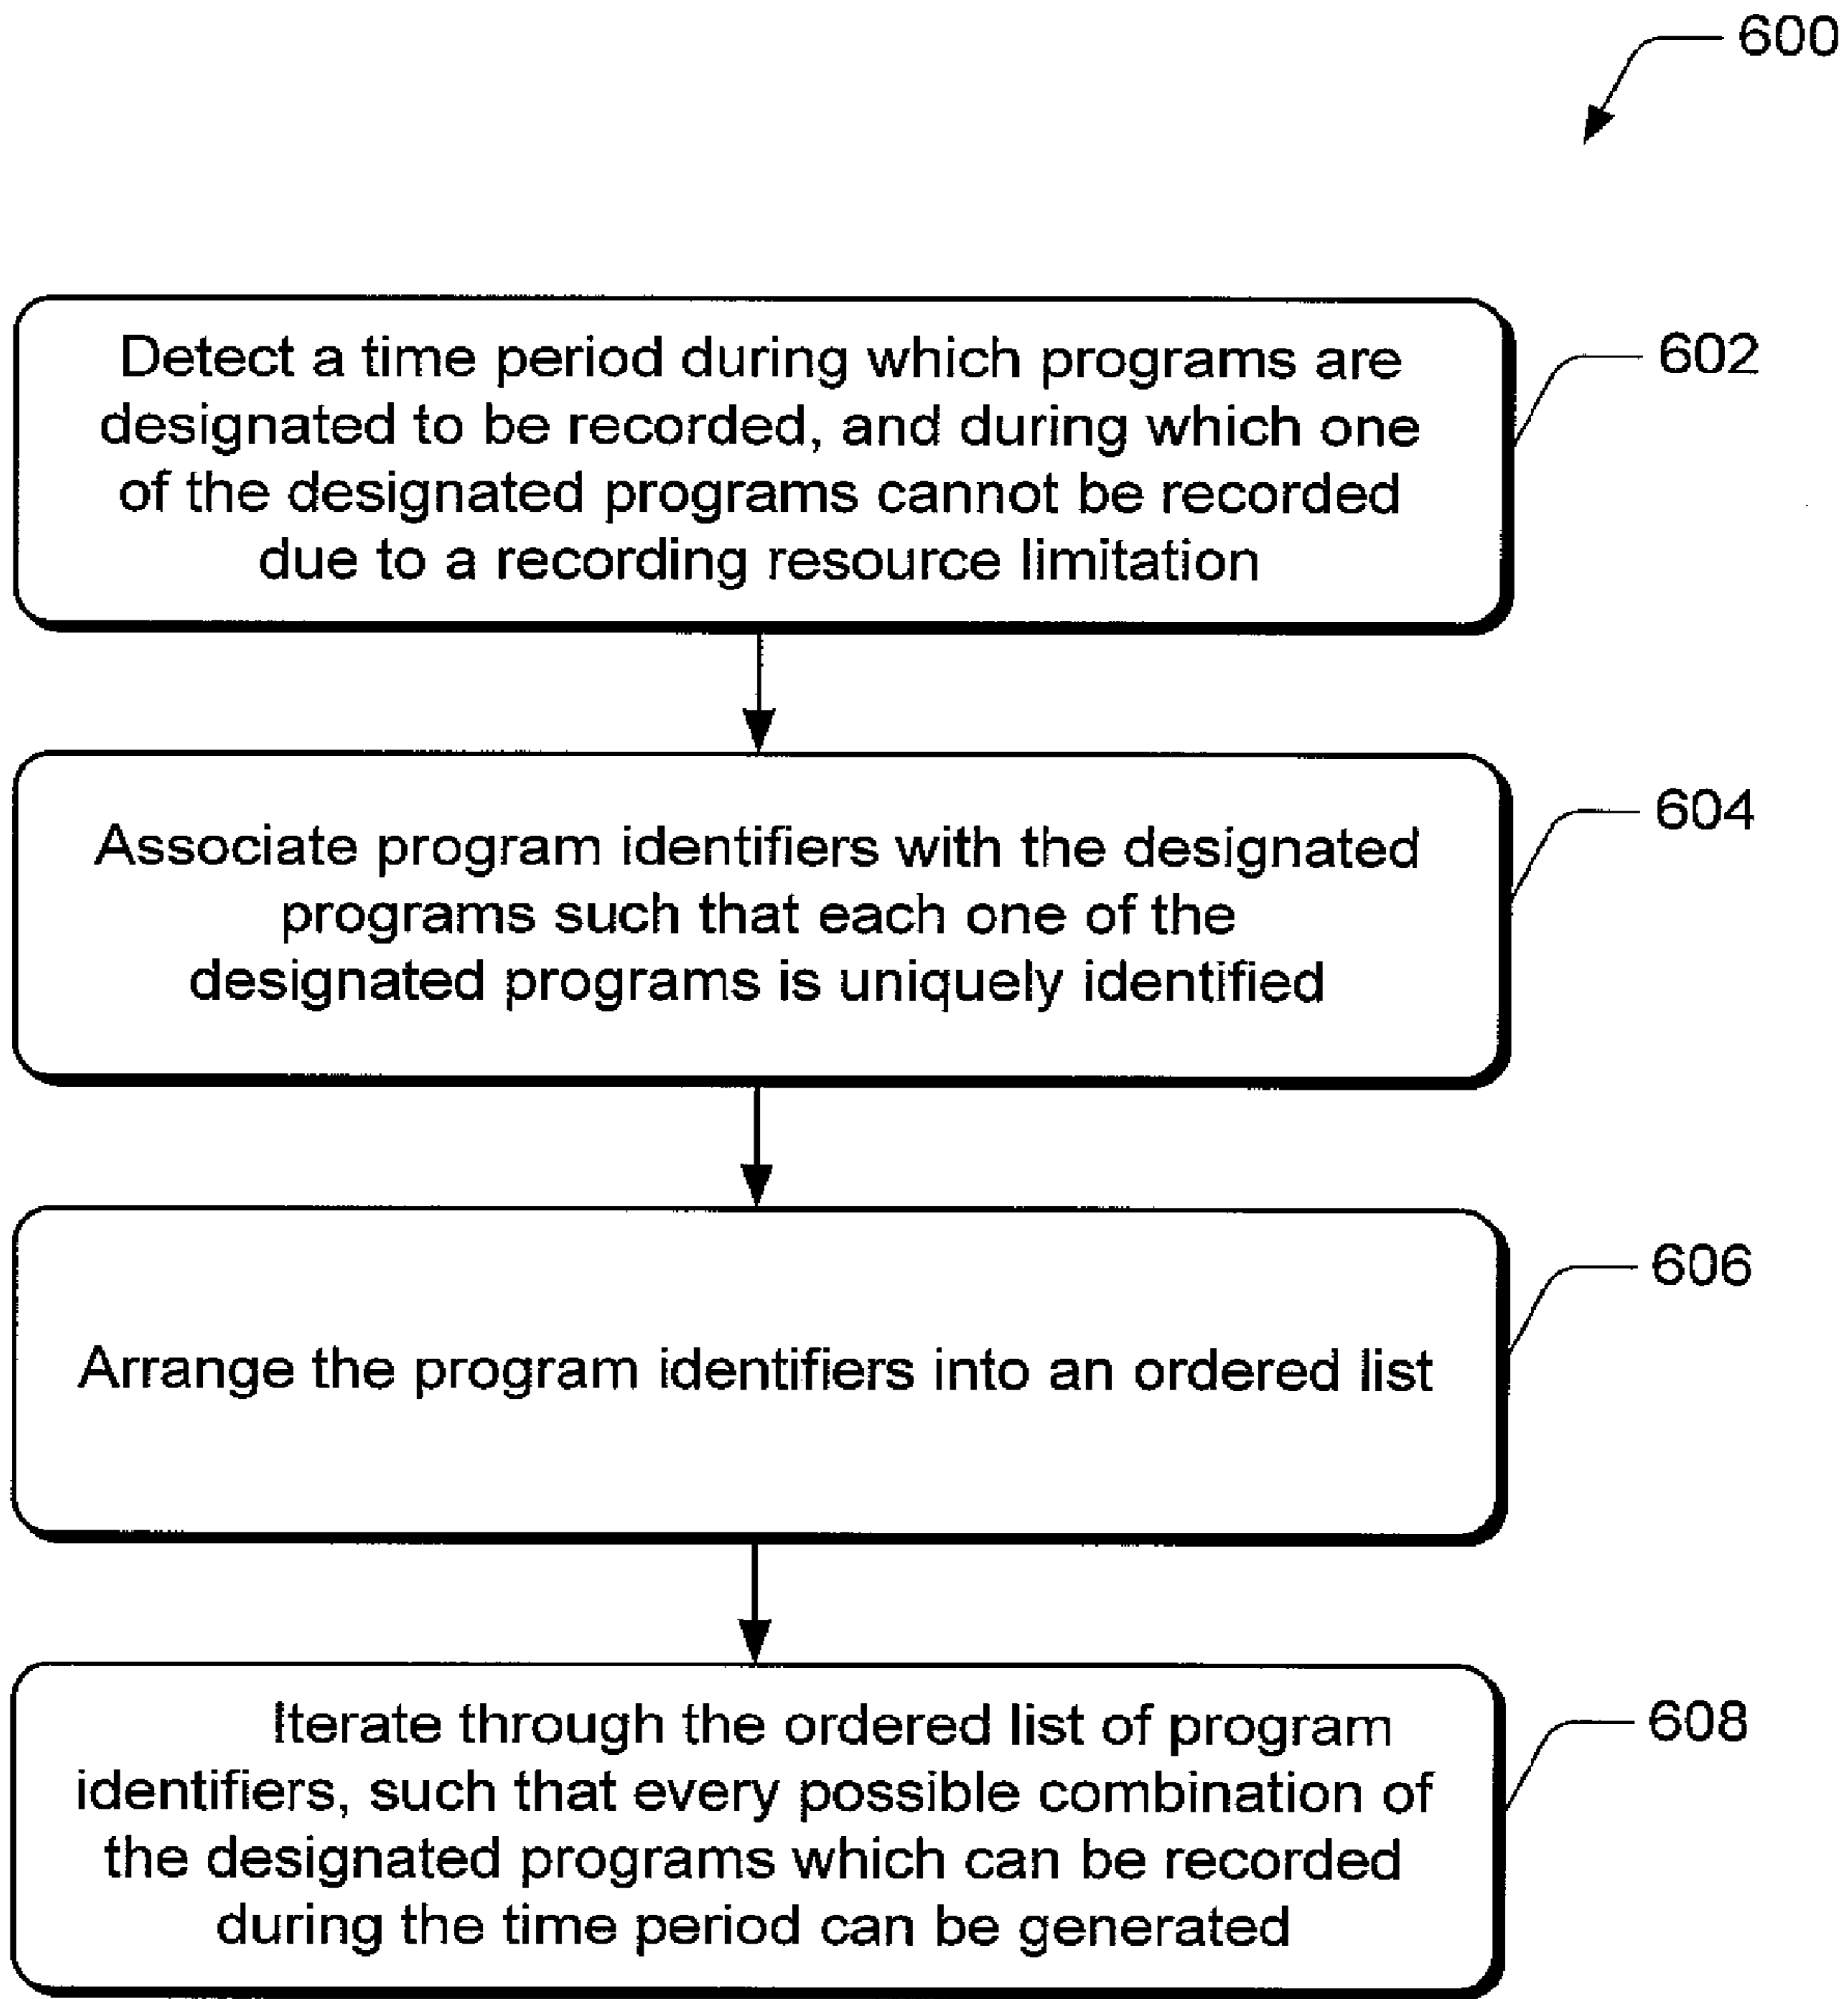 600
Detect a time period during which programs are
designated to be recorded, and during which one
of the designated programs cannot be recorded
due to a recording resource limitation
602
Associate program identifiers with the designated
programs such that each one of the
designated programs is uniquely identified
604
Arrange the program identifiers into an ordered list
606
Iterate through the ordered list of program
identifiers, such that every possible combination of
the designated programs which can be recorded
during the time period can be generated
608